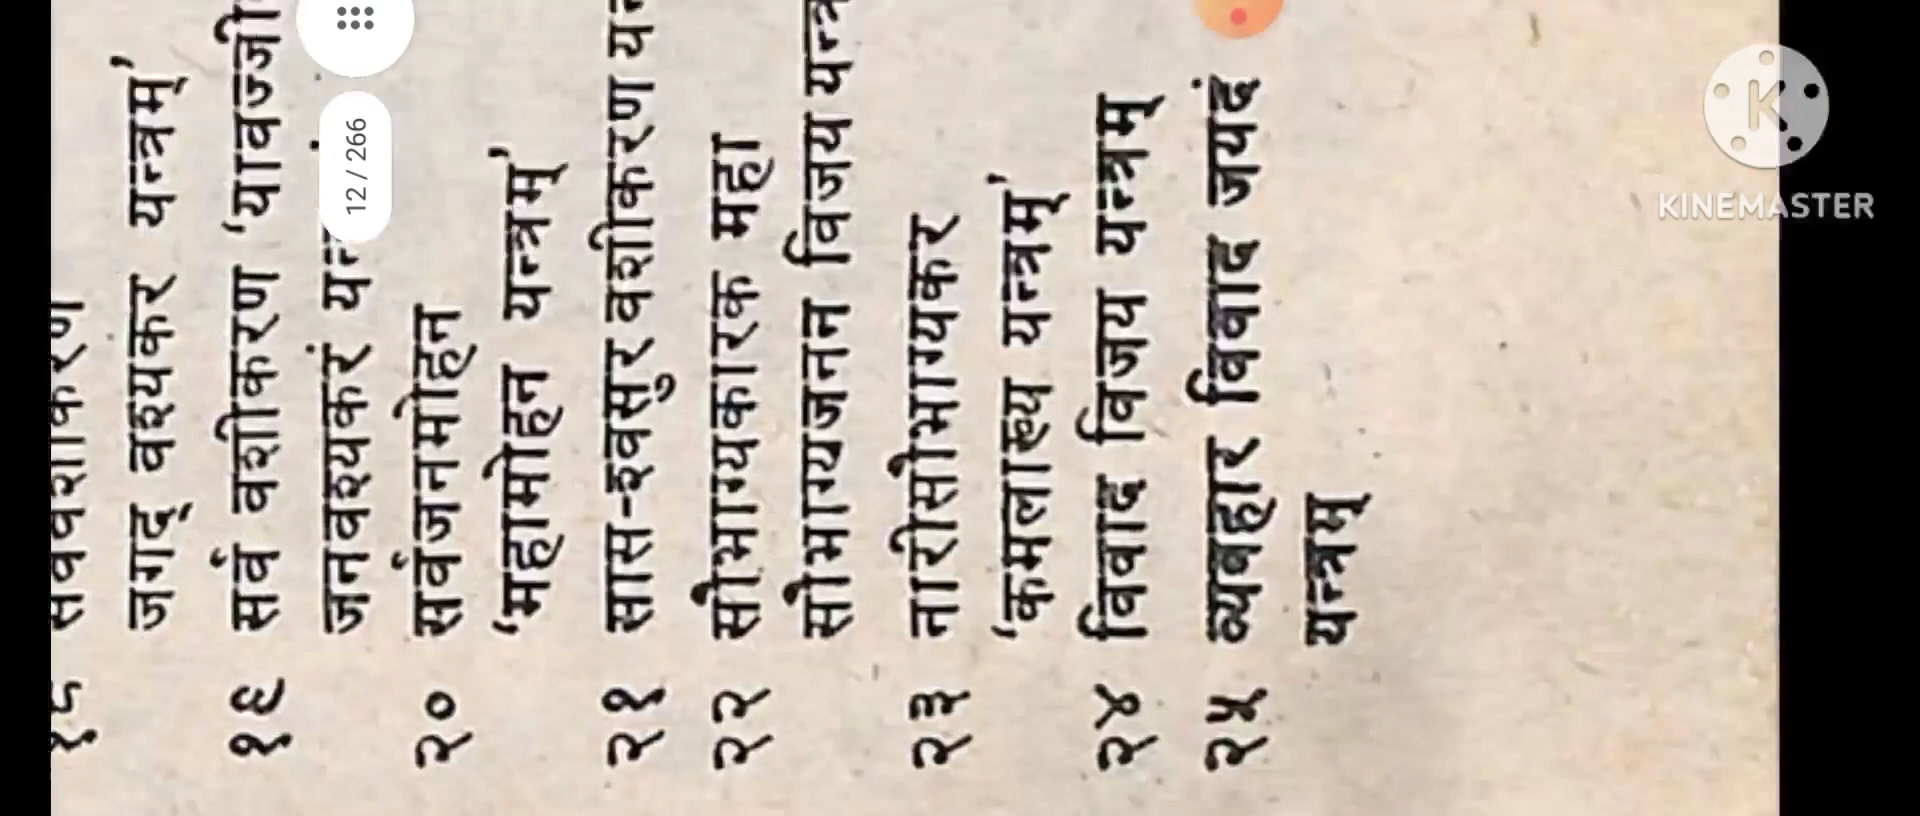 १८ सर्ववशीकरण
जगद् वश्यकर यन्त्रम्'
१९ सर्व वशीकरण 'यावज्जी
जनवश्यकरं
२० सर्वजनमोहन
'महामोहन यन्त्रम्'
२१ सास-श्वसुर वशीकरण
२२ सौभाग्यकारक महा
सौभाग्यजनन विजय
२३ नारीसौभाग्यकर
'कमलाख्य यन्त्रम्'
२४ विवाद विजय यन्त्रम्
२५ व्यवहार विवाद जयदं
यन्त्रम्
12 / 266
K
KINEMASTER